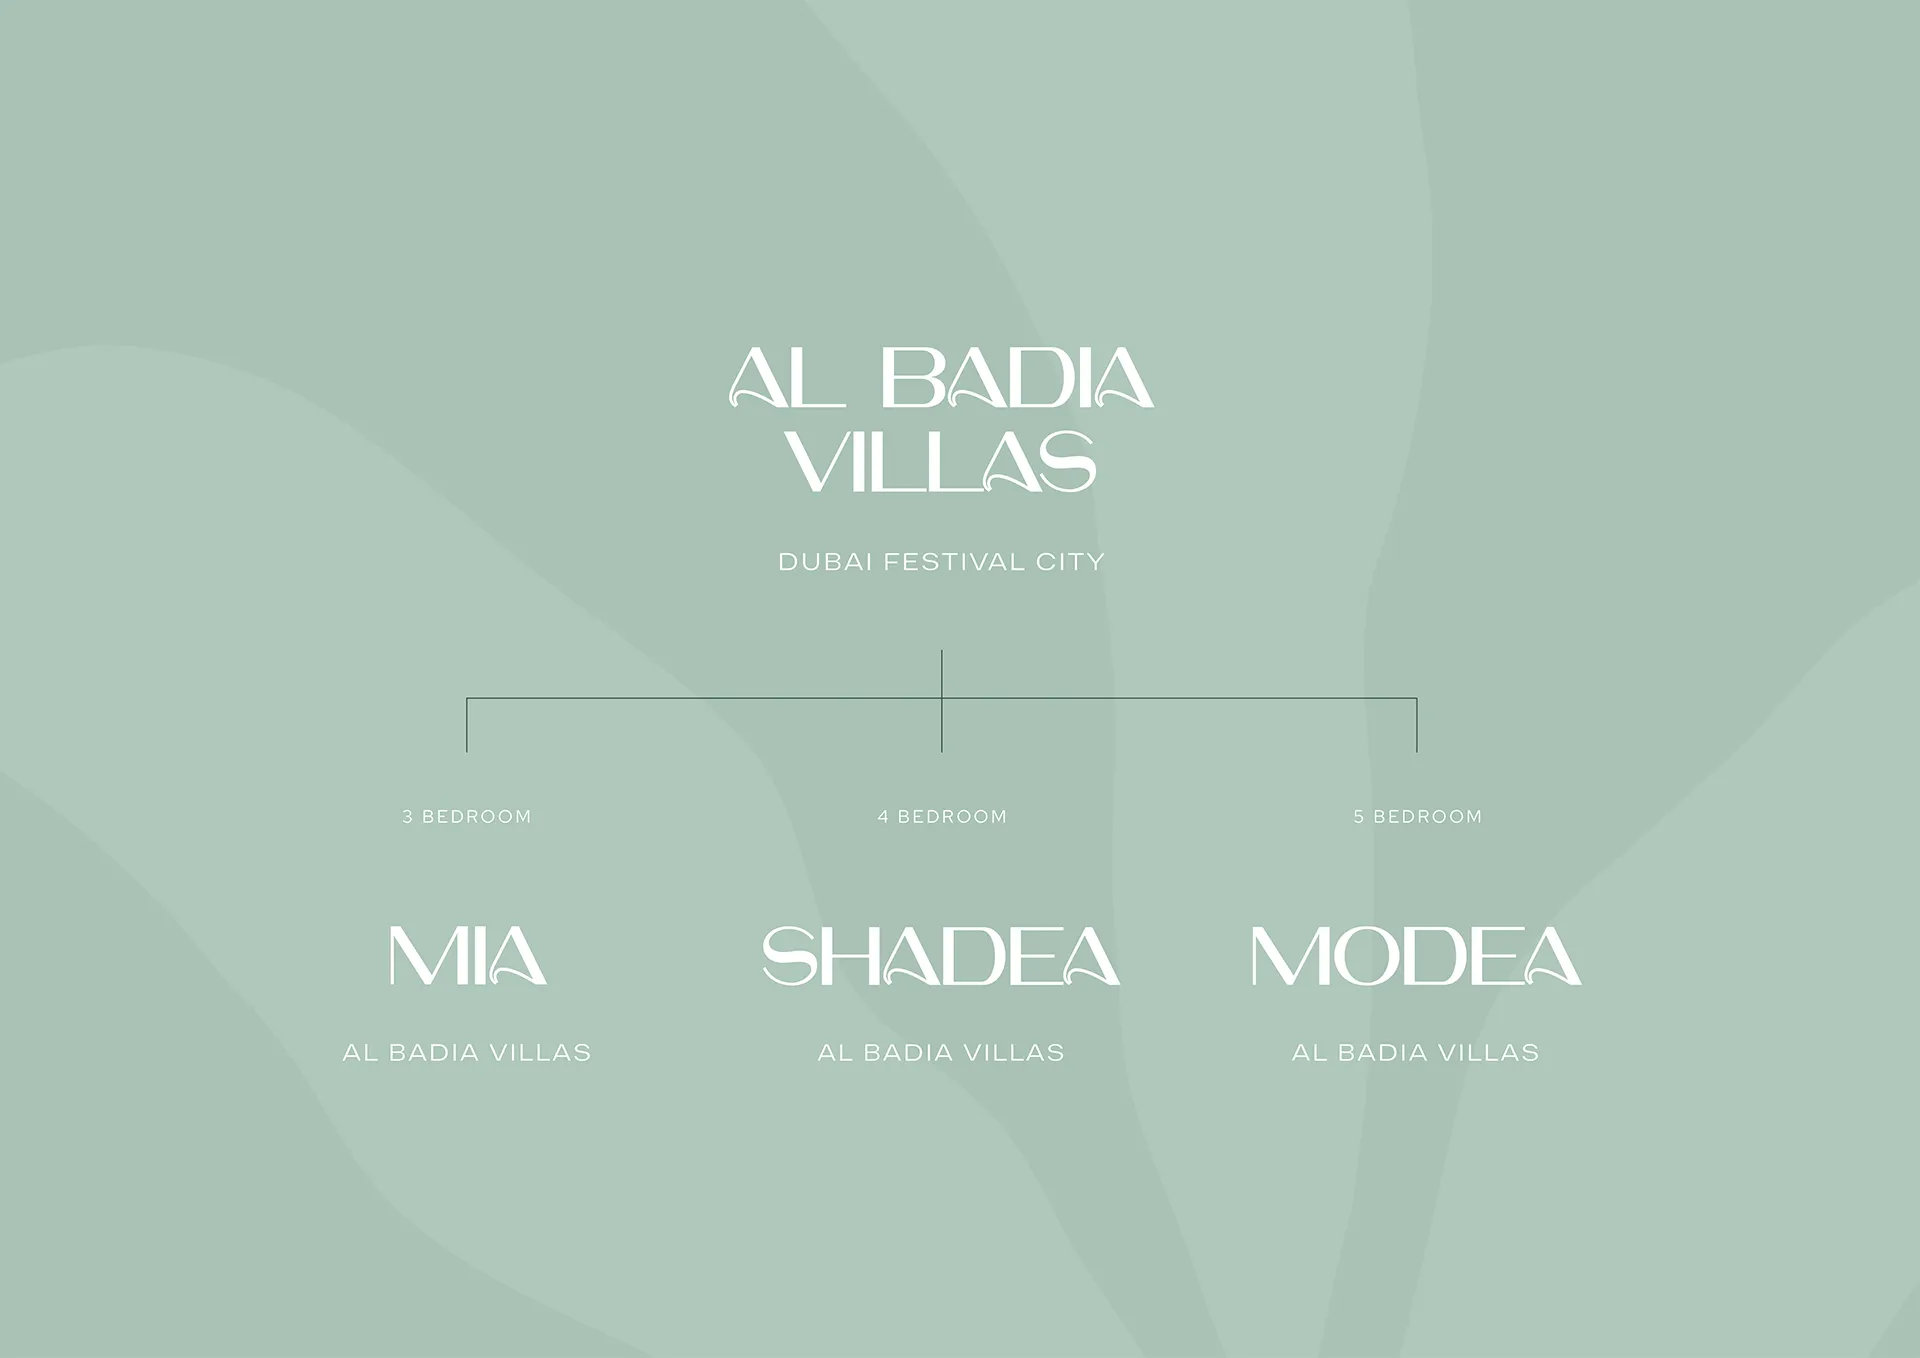 AL BADIA
VILLAS
DUBAI FESTIVAL CITY
3 BEDROOM
4 BEDROOM
5 BEDROOM
MIA
SHADEA
MODEA
AL BADIA VILLAS
AL BADIA VILLAS
AL BADIA VILLAS